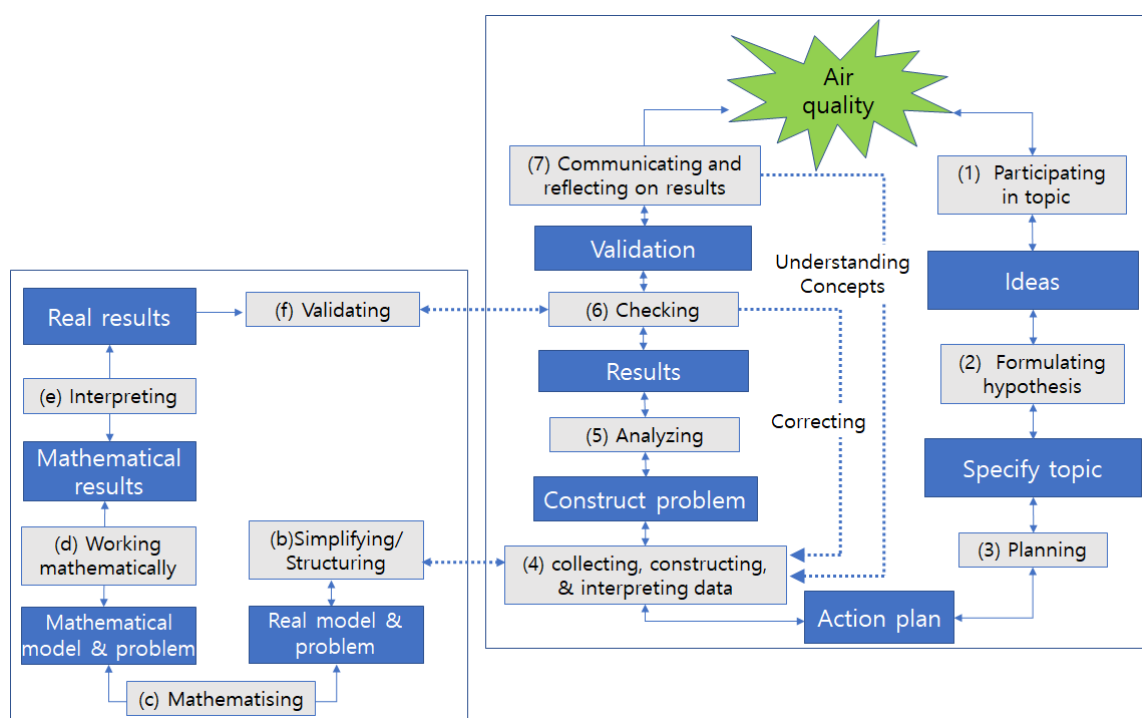 Air
quality
(7) Communicating and
reflecting on results
(1) Participating
in topic
Validation
Understanding
Concepts
Ideas
Real results
(f) Validating
(6) Checking
(2) Formulating
hypothesis
Results
(e) Interpreting
(5) Analyzing
Correcting
Mathematical
results
Specify topic
Construct problem
(d) Working
mathematically
(b)Simplifying/
Structuring
(4) collecting, constructing,
& interpreting data
(3) Planning
Mathematical
model & problem
Real model &
problem
Action plan
(c) Mathematising